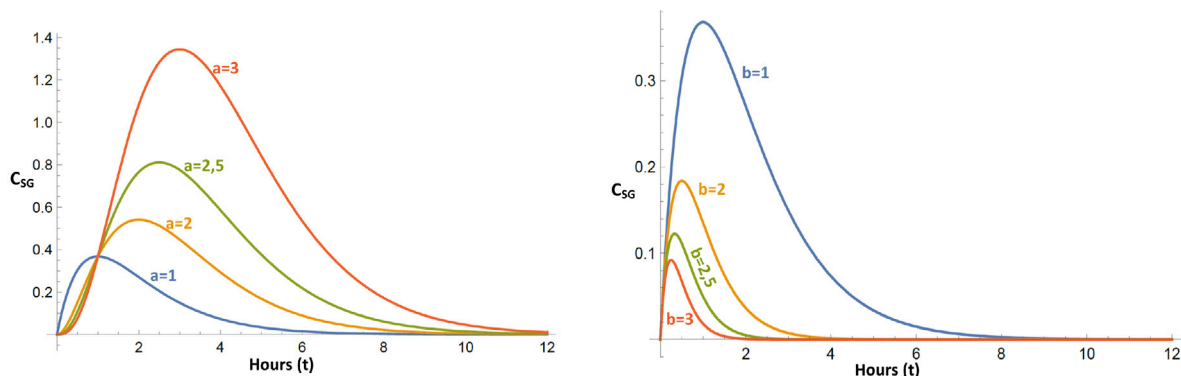 1.4
1.2
1.0
0.8
0.6
0.4
0.2
C_SG
a=3
a=2,5
a=2
a=1
2 4 6 8 10 12
Hours (t)
0.3
0.2
0.1
C_SG
b=1
b=2
b=2,5
b=3
2 4 6 8 10 12
Hours (t)